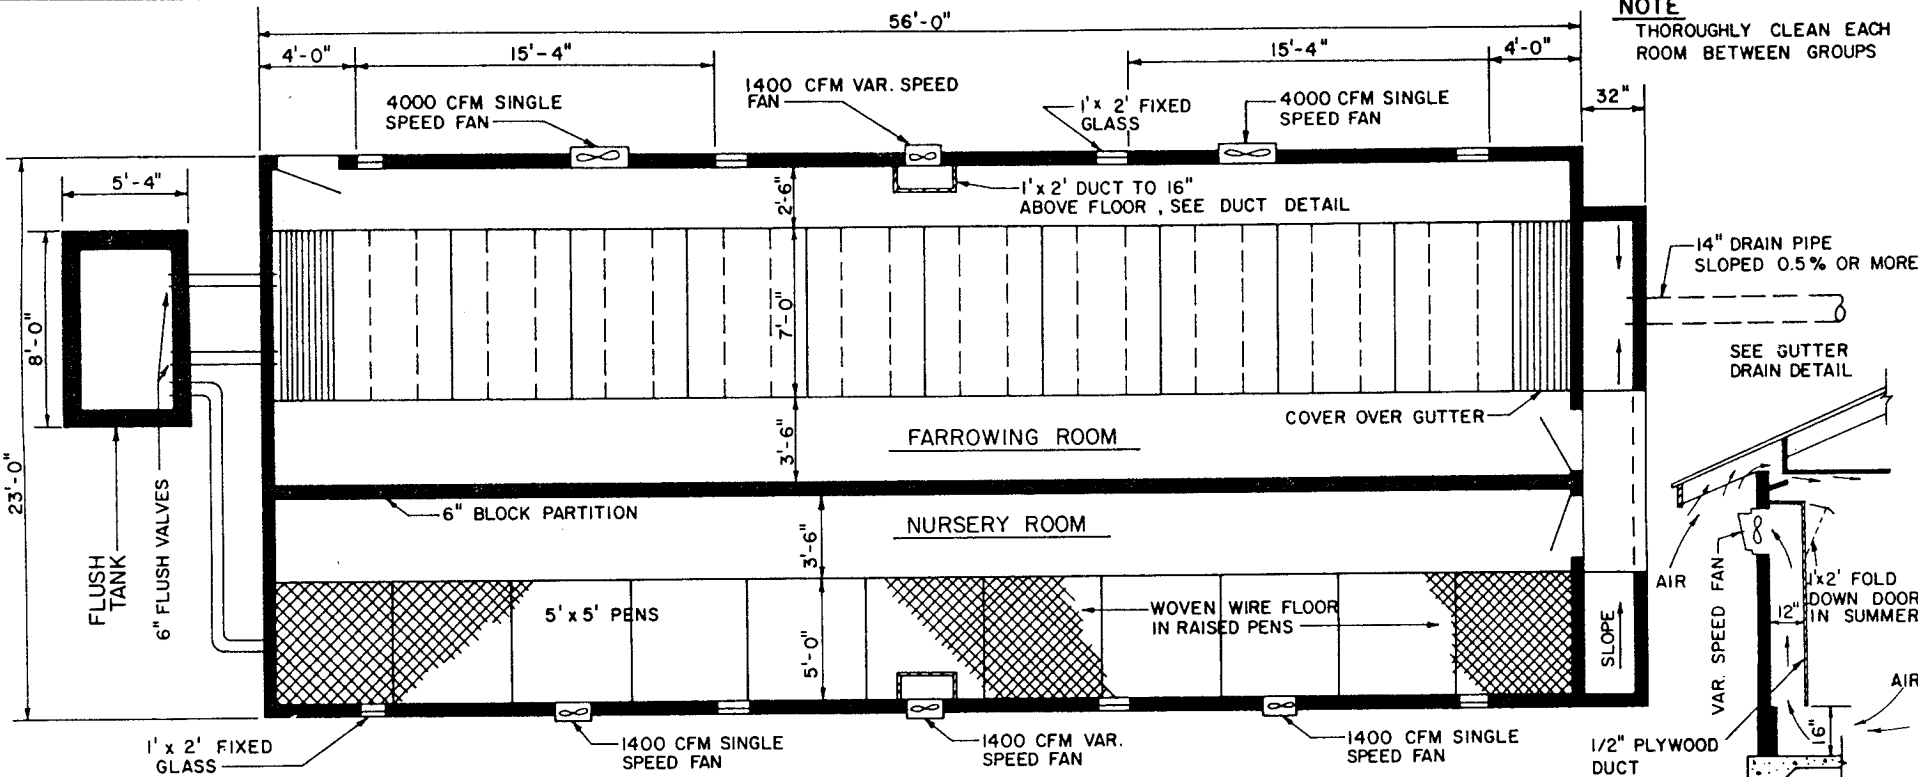 56'-0"
NOTE
THOROUGHLY CLEAN EACH
ROOM BETWEEN GROUPS
4'-0"
15'-4"
15'-4"
4'-0"
4000 CFM SINGLE
SPEED FAN
1400 CFM VAR. SPEED
FAN
1' x 2' FIXED
GLASS
4000 CFM SINGLE
SPEED FAN
32"
5'-4"
2'-6"
1' x 2' DUCT TO 16"
ABOVE FLOOR , SEE DUCT DETAIL
14" DRAIN PIPE
SLOPED 0.5% OR MORE
8'-0"
7'-0"
SEE GUTTER
DRAIN DETAIL
COVER OVER GUTTER
FARROWING ROOM
3'-6"
23'-0"
6" BLOCK PARTITION
NURSERY ROOM
3'-6"
FLUSH
TANK
6" FLUSH VALVES
5' x 5' PENS
WOVEN WIRE FLOOR
IN RAISED PENS
5'-0"
SLOPE
AIR
VAR. SPEED FAN
1'x2' FOLD
DOWN DOOR
IN SUMMER
12"
AIR
16"
1/2" PLYWOOD
DUCT
1' x 2' FIXED
GLASS
1400 CFM SINGLE
SPEED FAN
1400 CFM VAR.
SPEED FAN
1400 CFM SINGLE
SPEED FAN